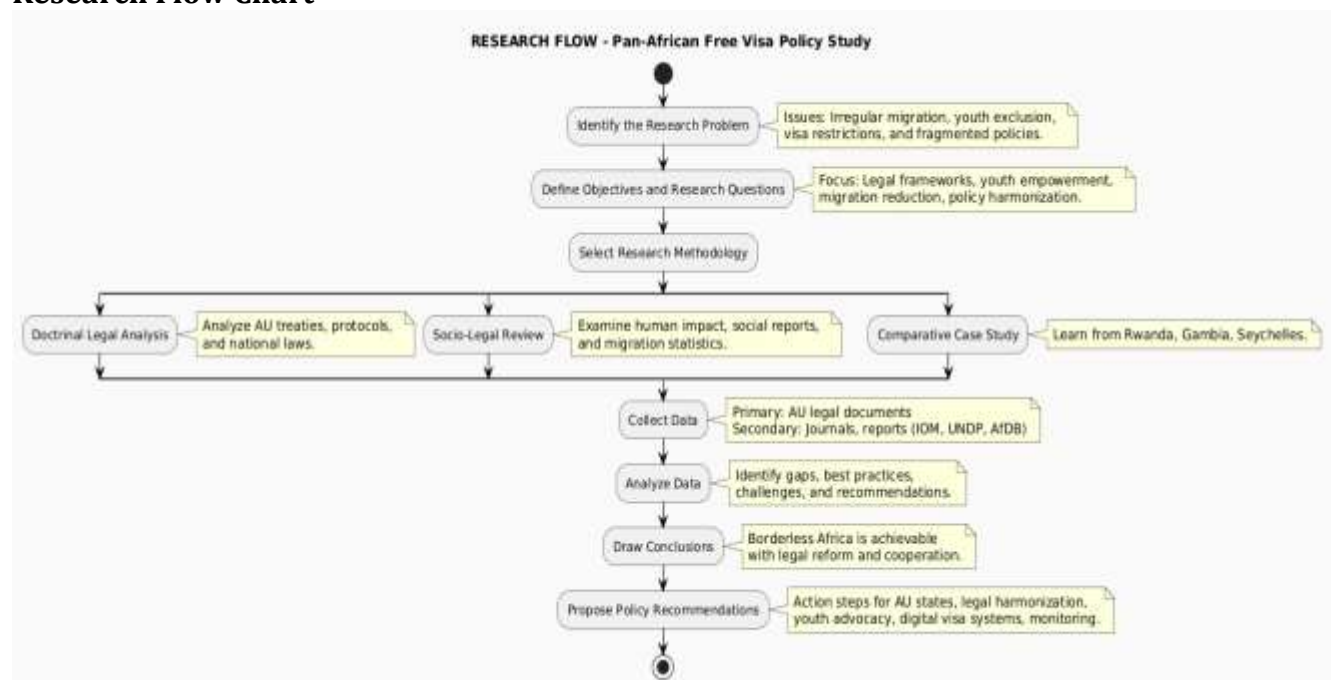 Research Flow Chart
RESEARCH FLOW - Pan-African Free Visa Policy Study
Identify the Research Problem
Issues: Irregular migration, youth exclusion,
visa restrictions, and fragmented policies.
Define Objectives and Research Questions
Focus: Legal frameworks, youth empowerment,
migration reduction, policy harmonization.
Select Research Methodology
Doctrinal Legal Analysis
Analyze AU treaties, protocols,
and national laws.
Socio-Legal Review
Examine human impact, social reports,
and migration statistics.
Comparative Case Study
Learn from Rwanda, Gambia, Seychelles.
Collect Data
Primary: AU legal documents
Secondary: Journals, reports (IOM, UNDP, AfDB)
Analyze Data
Identify gaps, best practices,
challenges, and recommendations.
Draw Conclusions
Borderless Africa is achievable
with legal reform and cooperation.
Propose Policy Recommendations
Action steps for AU states, legal harmonization,
youth advocacy, digital visa systems, monitoring.